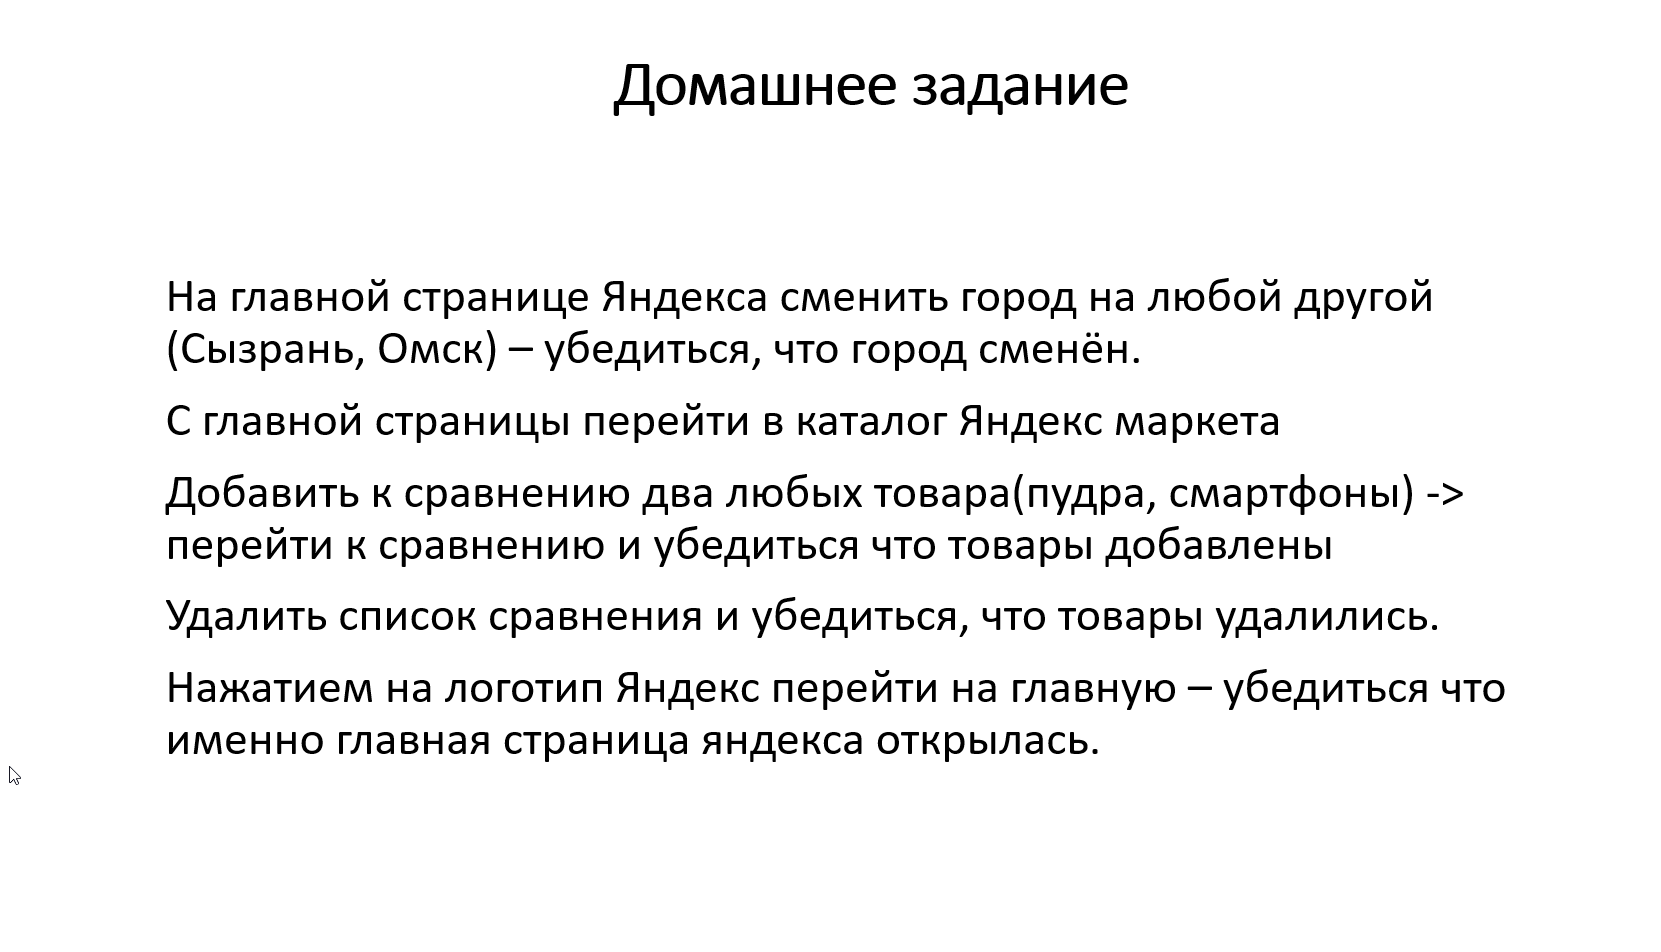 Домашнее задание
На главной странице Яндекса сменить город на любой другой
(Сызрань, Омск) – убедиться, что город сменён.
С главной страницы перейти в каталог Яндекс маркета
Добавить к сравнению два любых товара(пудра, смартфоны) ->
перейти к сравнению и убедиться что товары добавлены
Удалить список сравнения и убедиться, что товары удалились.
Нажатием на логотип Яндекс перейти на главную – убедиться что
именно главная страница яндекса открылась.